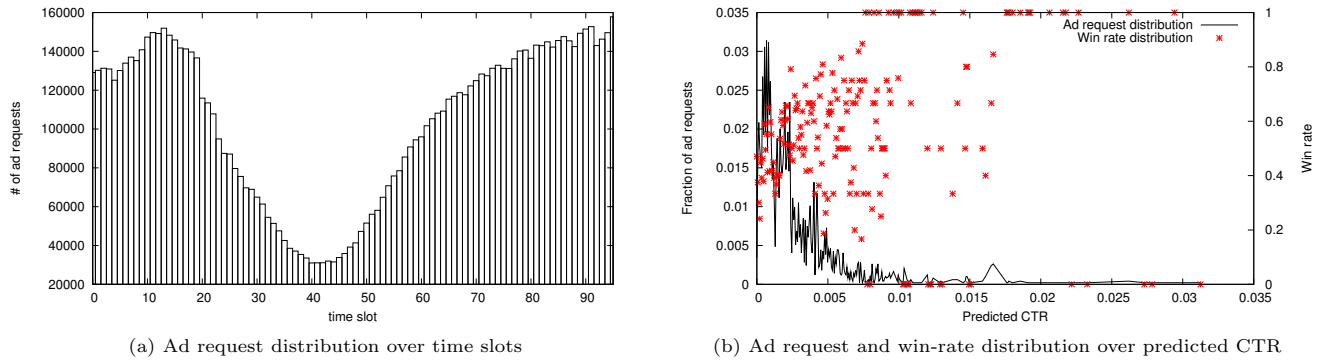 160000
140000
120000
100000
80000
60000
40000
20000
# of ad requests
0 10 20 30 40 50 60 70 80 90
time slot
(a) Ad request distribution over time slots
0.035
0.03
0.025
0.02
0.015
0.01
0.005
0
Fraction of ad requests
Ad request distribution
Win rate distribution
1
0.8
0.6
0.4
0.2
0
Win rate
0 0.005 0.01 0.015 0.02 0.025 0.03 0.035
Predicted CTR
(b) Ad request and win-rate distribution over predicted CTR